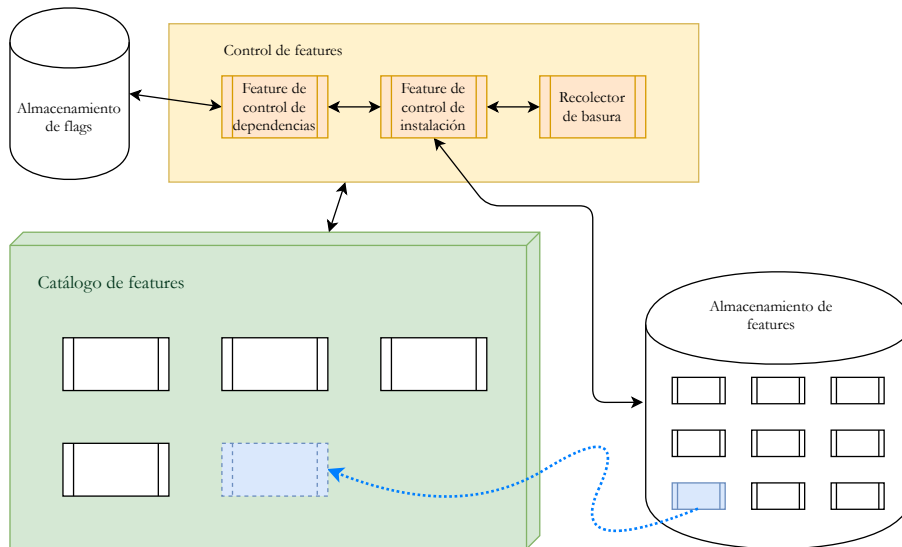 Control de features
Almacenamiento
de flags
Feature de
control de
dependencias
Feature de
control de
instalación
Recolector
de basura
Catálogo de features
Almacenamiento de
features